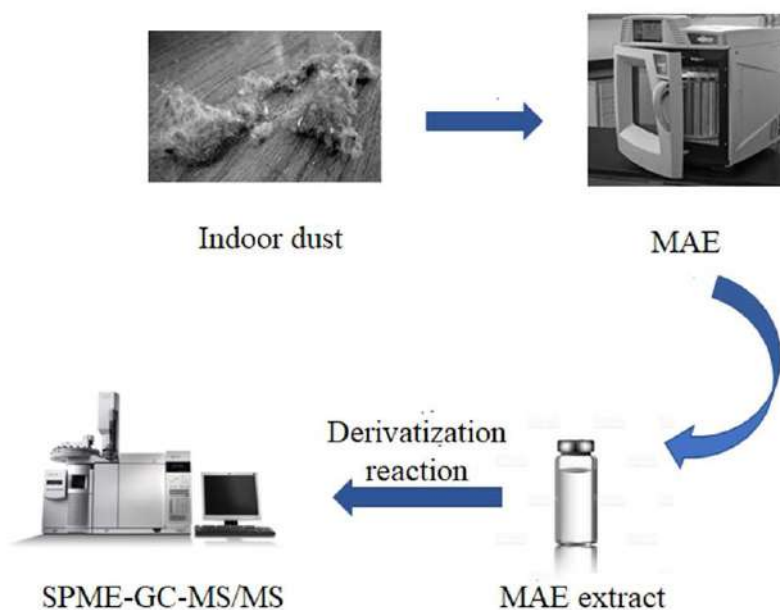 Indoor dust
MAE
Derivatization
reaction
SPME-GC-MS/MS
MAE extract